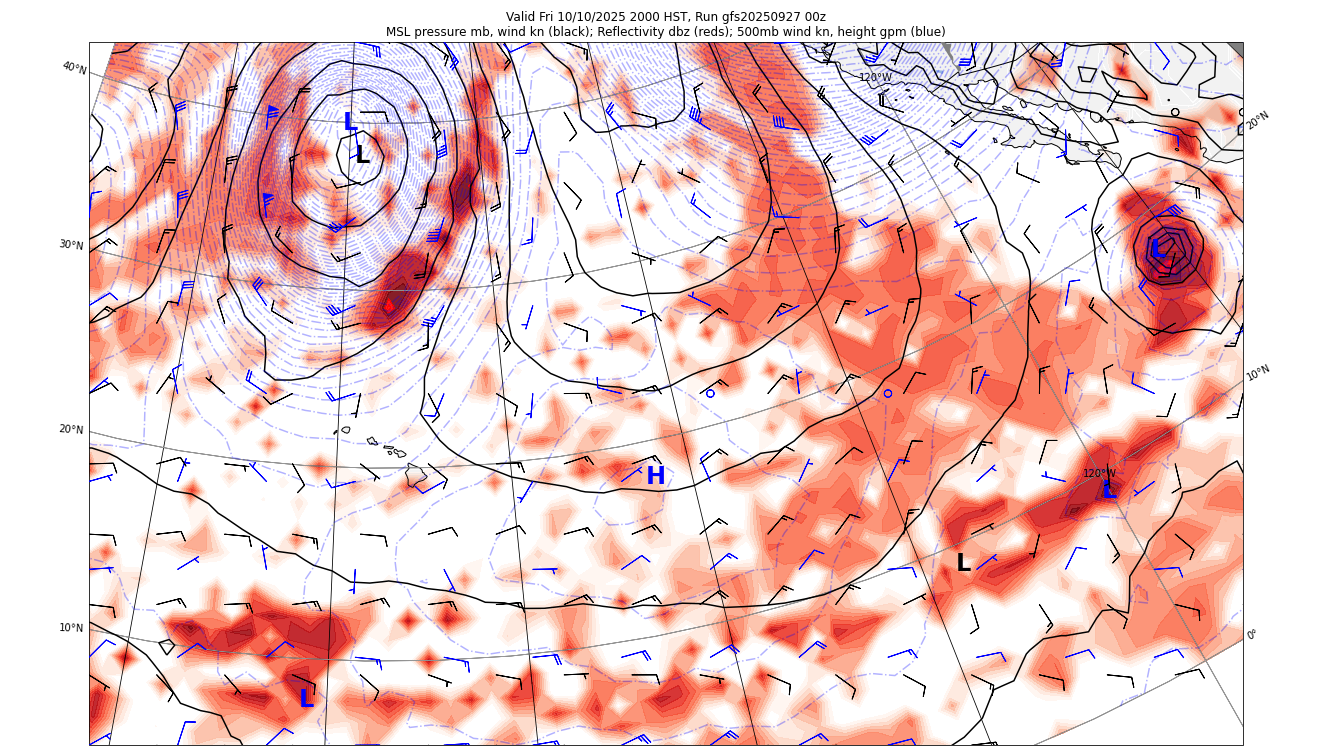 Valid Fri 10/10/2025 2000 HST, Run gfs20250927 00z
MSL pressure mb, wind kn (black); Reflectivity dbz (reds); 500mb wind kn, height gpm (blue)
40°N
120°W
20°N
L
L
30°N
L
10°N
20°N
H
120°W
L
L
10°N
0°
L